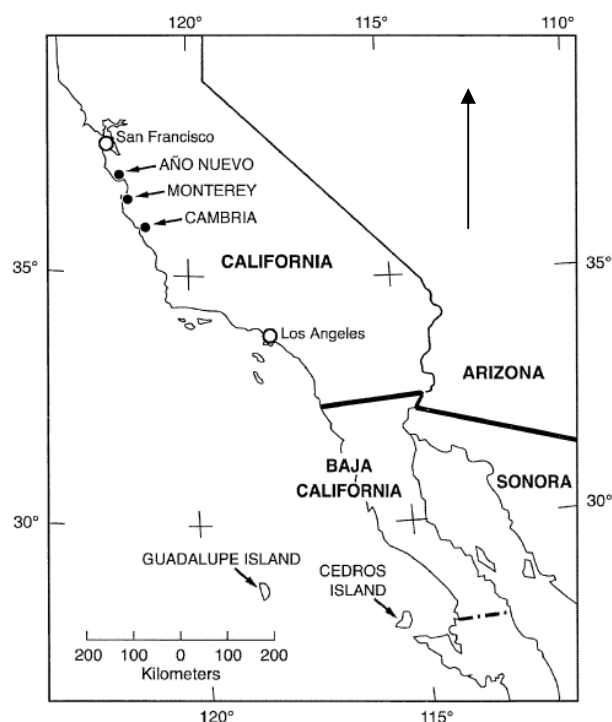 120°
115°
110°
San Francisco
AÑO NUEVO
MONTEREY
CAMBRIA
35°
CALIFORNIA
35°
Los Angeles
ARIZONA
BAJA
CALIFORNIA
SONORA
30°
30°
GUADALUPE ISLAND
CEDROS
ISLAND
200 100 0 100 200
Kilometers
120°
115°